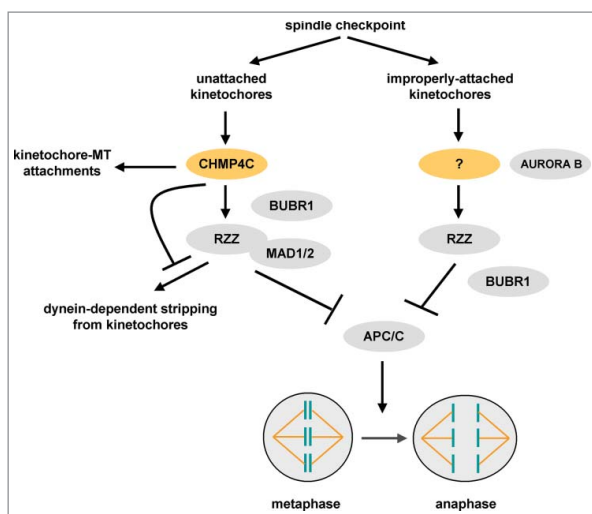 spindle checkpoint
unattached
kinetochores
improperly-attached
kinetochores
kinetochore-MT
attachments
CHMP4C
?
AURORA B
BUBR1
RZZ
MAD1/2
RZZ
BUBR1
dynein-dependent stripping
from kinetochores
APC/C
metaphase
anaphase